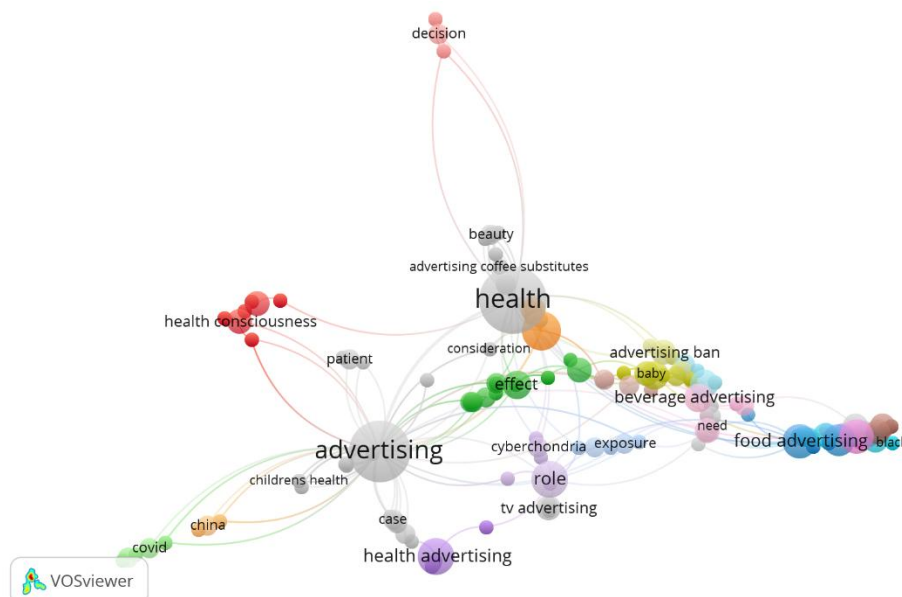 decision
beauty
advertising coffee substitutes
health
health consciousness
consideration
advertising ban
patient
baby
effect
beverage advertising
need
advertising
cyberchondria
exposure
food advertising
black
childrens health
role
tv advertising
case
china
covid
health advertising
VOSviewer